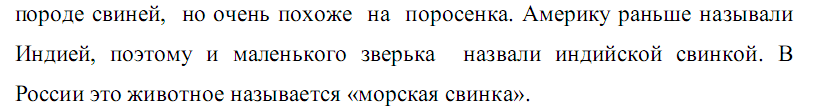 породе свиней, но очень похоже на поросенка. Америку раньше называли
Индией, поэтому и маленького зверька назвали индийской свинкой. В
России это животное называется «морская свинка».